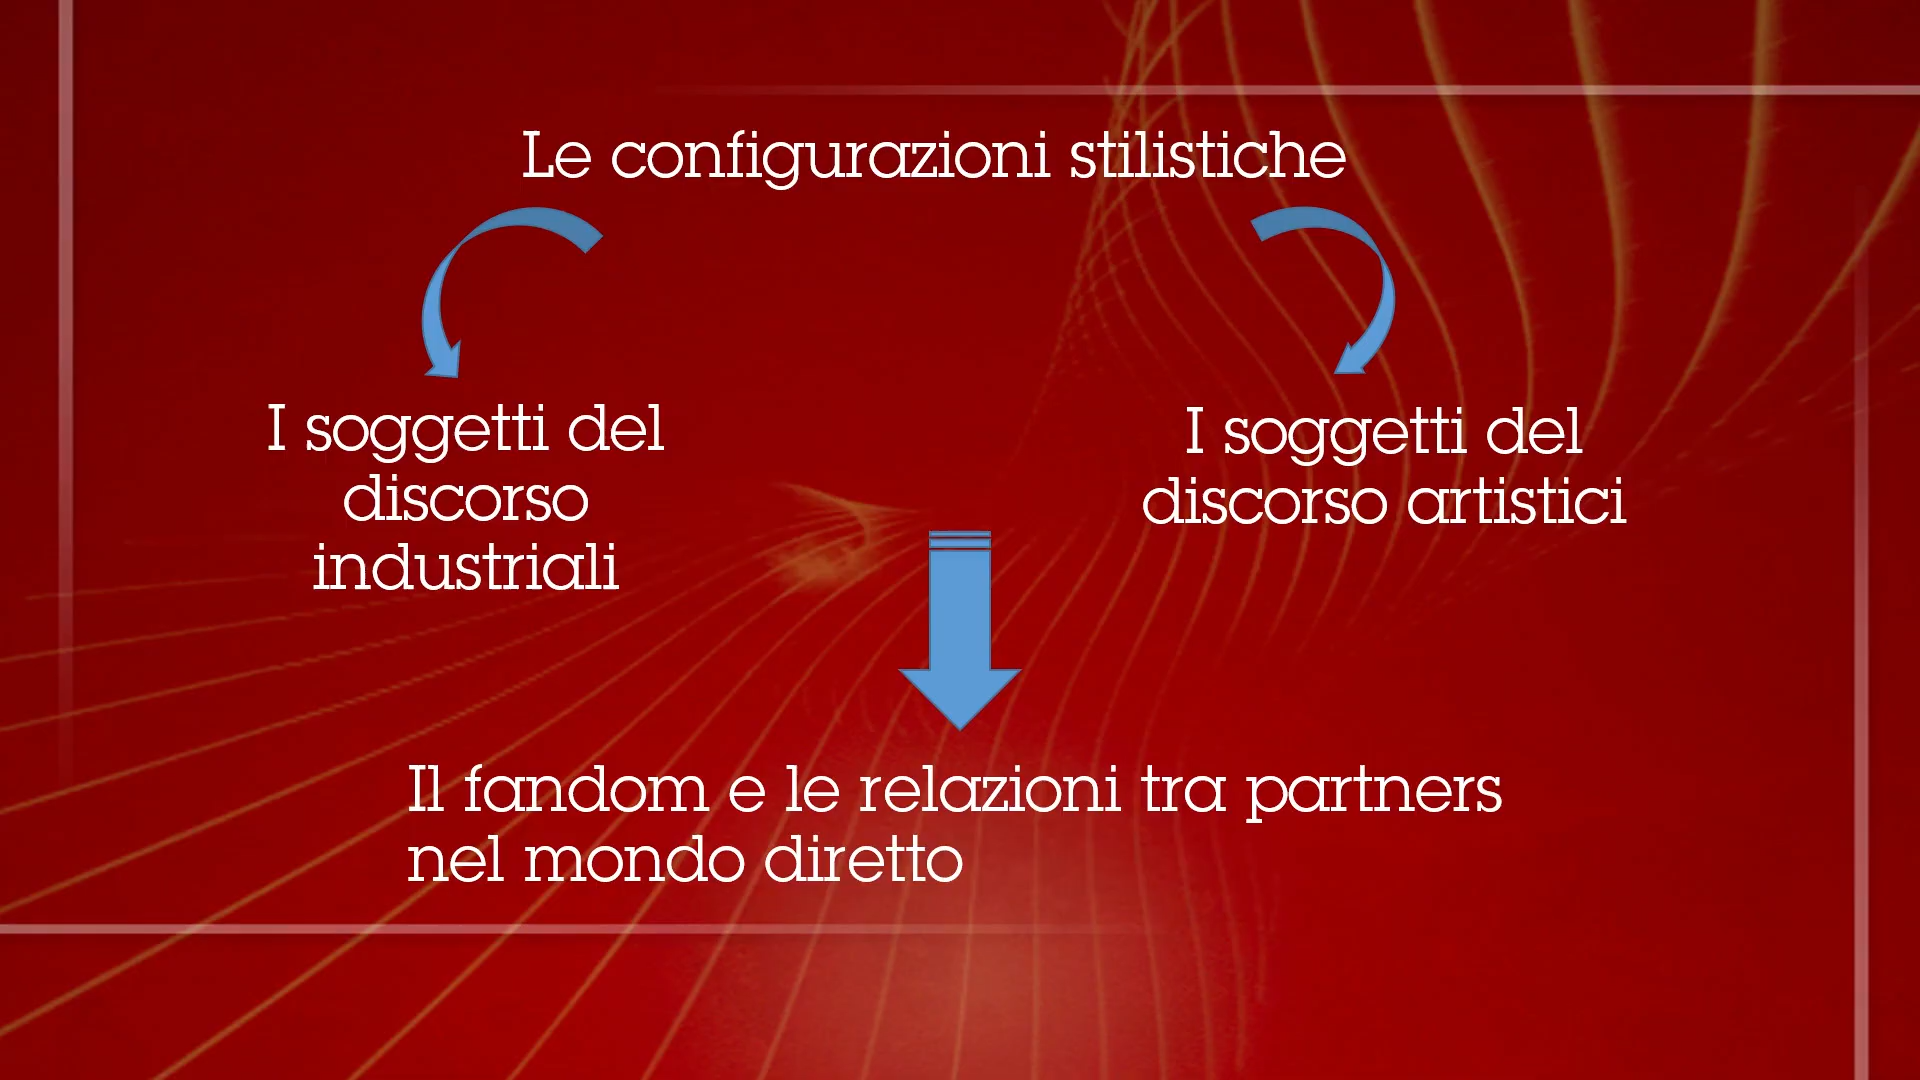 Le configurazioni stilistiche
I soggetti del
discorso
industriali
I soggetti del
discorso artistici
Il fandom e le relazioni tra partners
nel mondo diretto